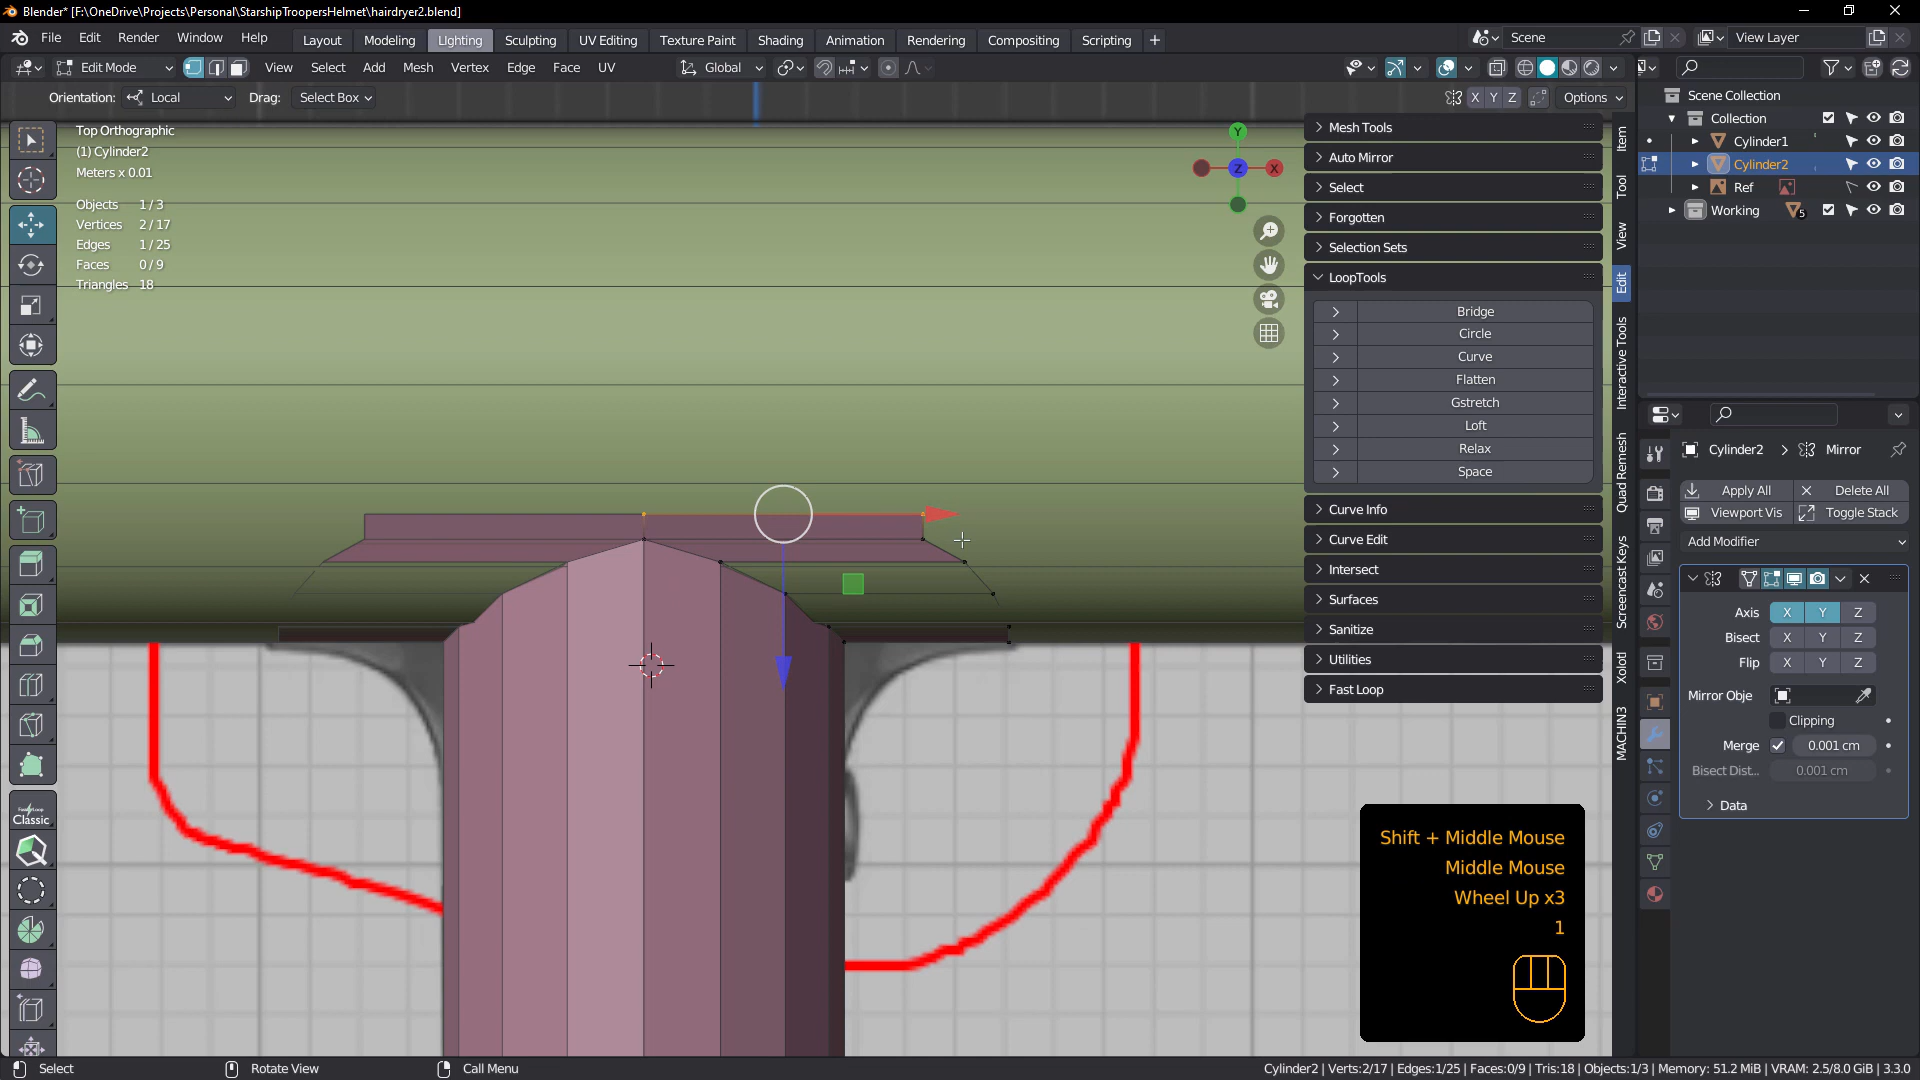 Blender* [F:\OneDrive\Projects\Personal\StarshipTroopersHelmet\hairdryer2.blend]
File Edit Render Window Help Layout Modeling Lighting Sculpting UV Editing Texture Paint Shading Animation Rendering Compositing Scripting + Scene View Layer
Edit Mode View Select Add Mesh Vertex Edge Face UV Global
Orientation: Local Drag: Select Box X Y Z Options
Top Orthographic
(1) Cylinder2
Meters x 0.01
Objects 1/3
Vertices 2/17
Edges 1/25
Faces 0/9
Triangles 18
Y
Z
X
Classic
Mesh Tools
Auto Mirror
Select
Forgotten
Selection Sets
LoopTools
Bridge
Circle
Curve
Flatten
Gstretch
Loft
Relax
Space
Curve Info
Curve Edit
Intersect
Surfaces
Sanitize
Utilities
Fast Loop
Item
Tool
View
Edit
Interactive Tools
Quad Remesh
Screencast Keys
Xolotl
MACHIN3
Scene Collection
Collection
Cylinder1
Cylinder2
Ref
Working 5
Cylinder2 Mirror
Apply All Delete All
Viewport Vis Toggle Stack
Add Modifier
Axis X Y Z
Bisect X Y Z
Flip X Y Z
Mirror Obje
Clipping
Merge 0.001 cm
Bisect Dist... 0.001 cm
Data
Shift + Middle Mouse
Middle Mouse
Wheel Up x3
1
Select Rotate View Call Menu Cylinder2 | Verts:2/17 | Edges:1/25 | Faces:0/9 | Tris:18 | Objects:1/3 | Memory: 51.2 MiB | VRAM: 2.5/8.0 GiB | 3.3.0